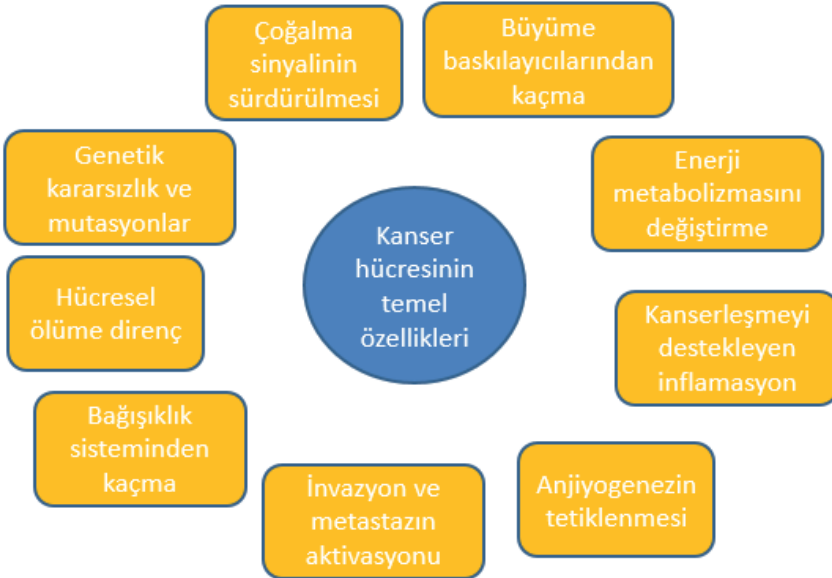 Çoğalma
sinyalinin
sürdürülmesi
Büyüme
baskılayıcılarından
kaçma
Genetik
kararsızlık ve
mutasyonlar
Enerji
metabolizmasını
değiştirme
Kanser
hücresinin
temel
özellikleri
Hücresel
ölüme direnç
Kanserleşmeyi
destekleyen
inflamasyon
Bağışıklık
sisteminden
kaçma
İnvazyon ve
metastazın
aktivasyonu
Anjiyogenezin
tetiklenmesi